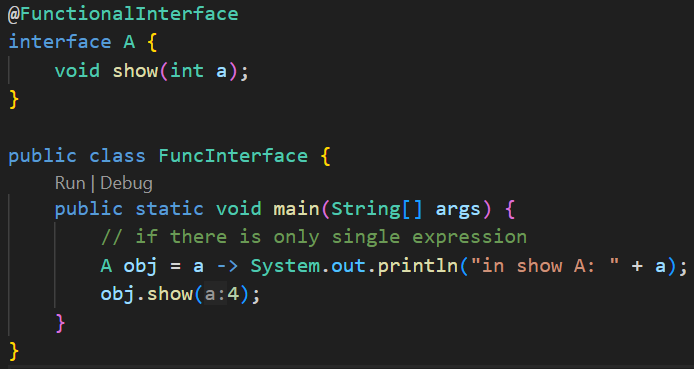 @FunctionalInterface
interface A {
    void show(int a);
}

public class FuncInterface {
    Run | Debug
    public static void main(String[] args) {
        // if there is only single expression
        A obj = a -> System.out.println("in show A: " + a);
        obj.show(a:4);
    }
}